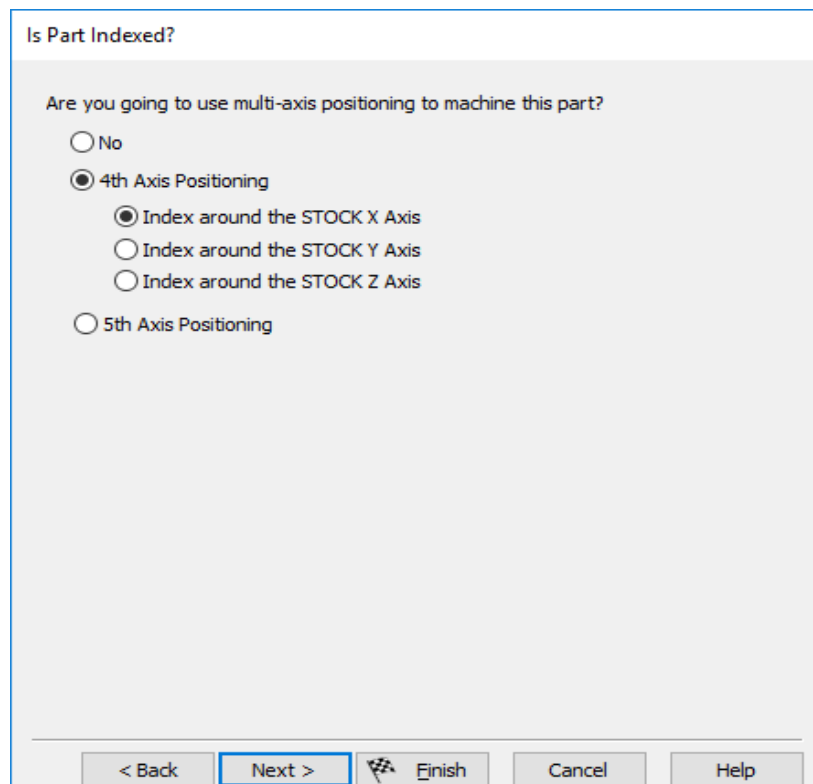 Is Part Indexed?
Are you going to use multi-axis positioning to machine this part?
No
4th Axis Positioning
Index around the STOCK X Axis
Index around the STOCK Y Axis
Index around the STOCK Z Axis
5th Axis Positioning
< Back Next > Finish Cancel Help